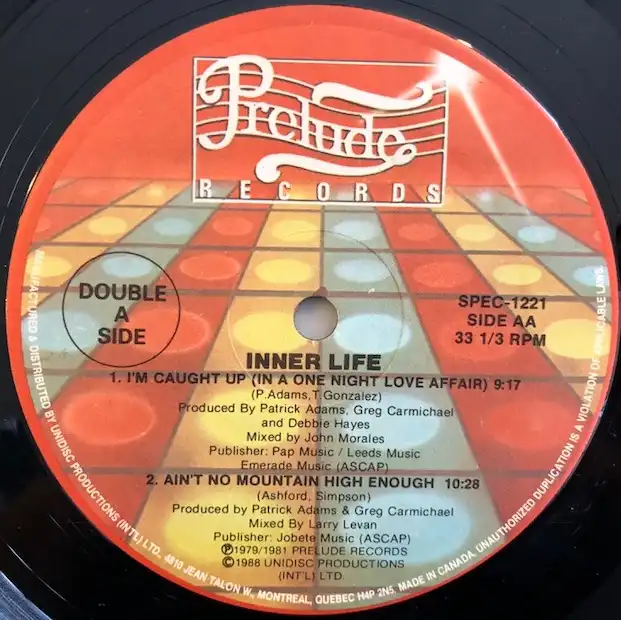 Prelude
RECORDS
DOUBLE
A
SIDE
SPEC-1221
SIDE AA
33 1/3 RPM
INNER LIFE
1. I'M CAUGHT UP (IN A ONE NIGHT LOVE AFFAIR) 9:17
(P.Adams,T.Gonzalez)
Produced By Patrick Adams, Greg Carmichael
and Debbie Hayes
Mixed by John Morales
Publisher: Pap Music / Leeds Music
Emerade Music (ASCAP)
2. AIN'T NO MOUNTAIN HIGH ENOUGH 10:28
(Ashford, Simpson)
Produced by Patrick Adams & Greg Carmichael
Mixed By Larry Levan
Publisher: Jobete Music (ASCAP)
Ⓟ1979/1981 PRELUDE RECORDS
©1988 UNIDISC PRODUCTIONS
(INT'L) LTD.
MANUFACTURED & DISTRIBUTED BY UNIDISC PRODUCTIONS (INT'L) LTD., 4810 JEAN TALON W., MONTREAL, QUEBEC H4P 2N5. MADE IN CANADA. UNAUTHORIZED DUPLICATION IS A VIOLATION OF APPLICABLE LAWS.